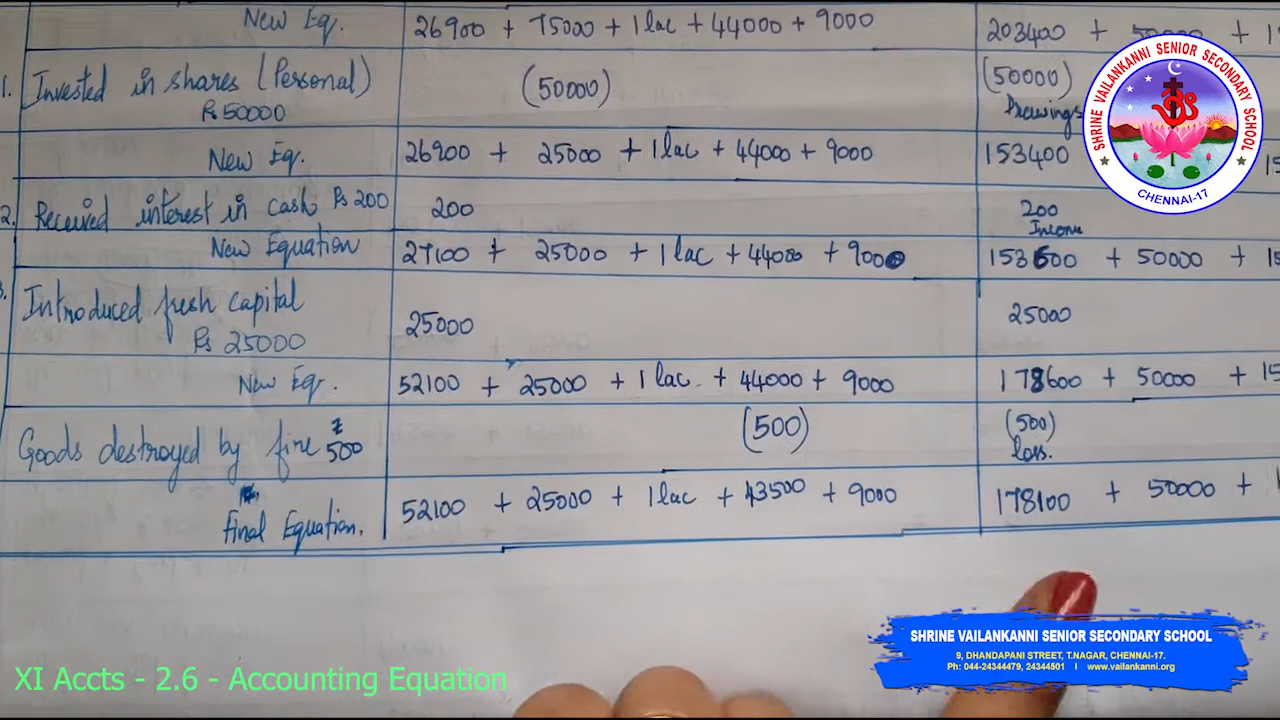 New Eq. 26900 + 75000 + 1 lac + 44000 + 9000 203400 + 50000 + 1
1. Invested in shares (Personal) (50000) (50000)
Rs 50000 Drawings
New Eq. 26900 + 25000 + 1 lac + 44000 + 9000 153400
2. Received interest in cash Rs 200 200 200
Income
New Equation 27100 + 25000 + 1 lac + 44000 + 9000 153600 + 50000 + 15
3. Introduced fresh capital 25000 25000
Rs 25000
New Eq. 52100 + 25000 + 1 lac + 44000 + 9000 178600 + 50000 + 15
Goods destroyed by fire ₹ 500 (500) (500)
loss.
Final Equation. 52100 + 25000 + 1 lac + 43500 + 9000 178100 + 50000 + 1
SHRINE VAILANKANNI SENIOR SECONDARY SCHOOL
CHENNAI-17
SHRINE VAILANKANNI SENIOR SECONDARY SCHOOL
9, DHANDAPANI STREET, T.NAGAR, CHENNAI-17.
Ph: 044-24344479, 24344501 I www.vailankanni.org
XI Accts - 2.6 - Accounting Equation